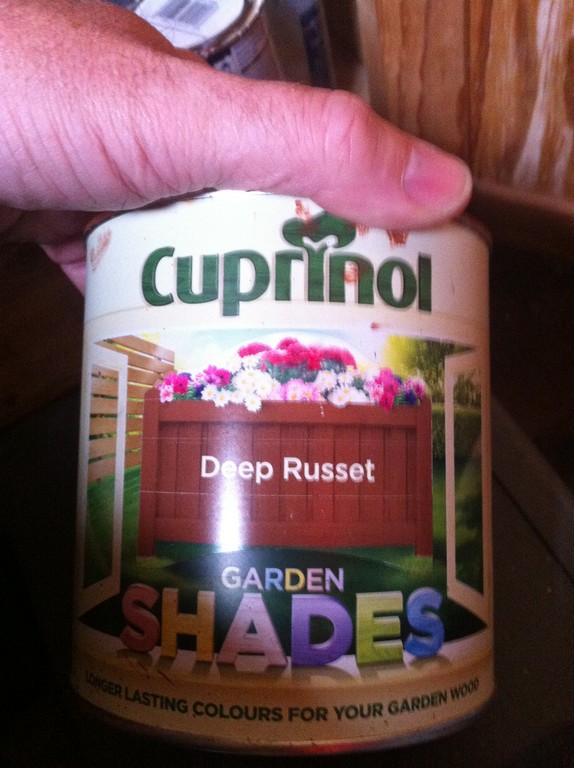 Cuprinol
Deep Russet
GARDEN
SHADES
LONGER LASTING COLOURS FOR YOUR GARDEN WOOD